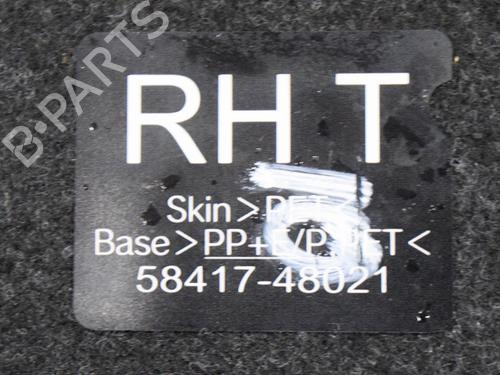 B-PARTS
RH T
Skin>PET<
Base>PP+E/P-PET<
58417-48021